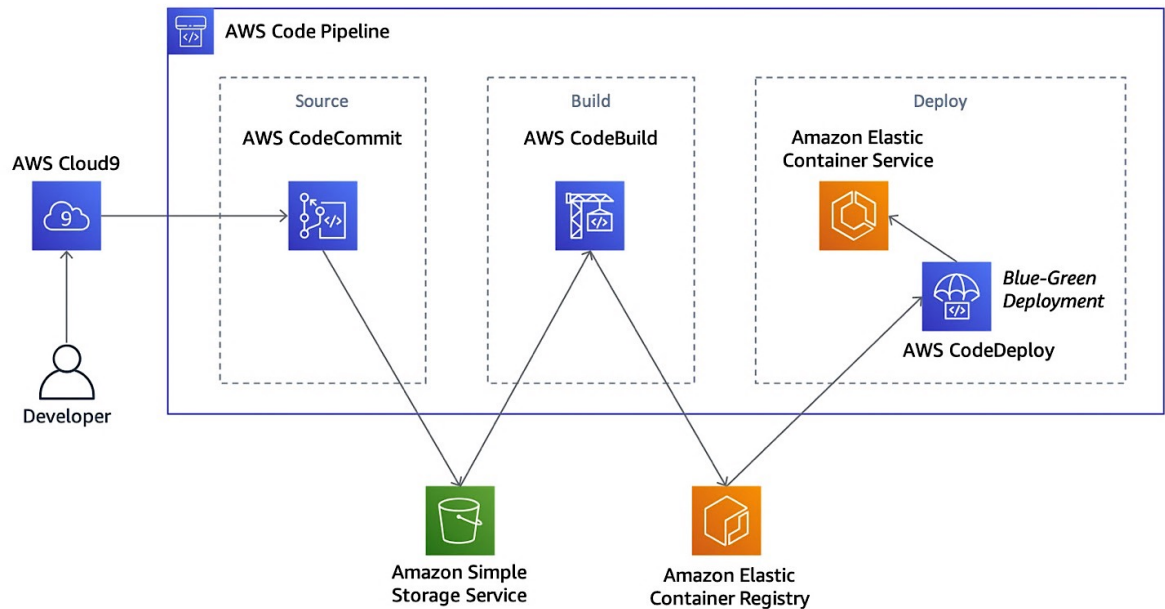 AWS Code Pipeline
Source
AWS CodeCommit
Build
AWS CodeBuild
Deploy
Amazon Elastic
Container Service
AWS Cloud9
9
Blue-Green
Deployment
AWS CodeDeploy
Developer
Amazon Simple
Storage Service
Amazon Elastic
Container Registry